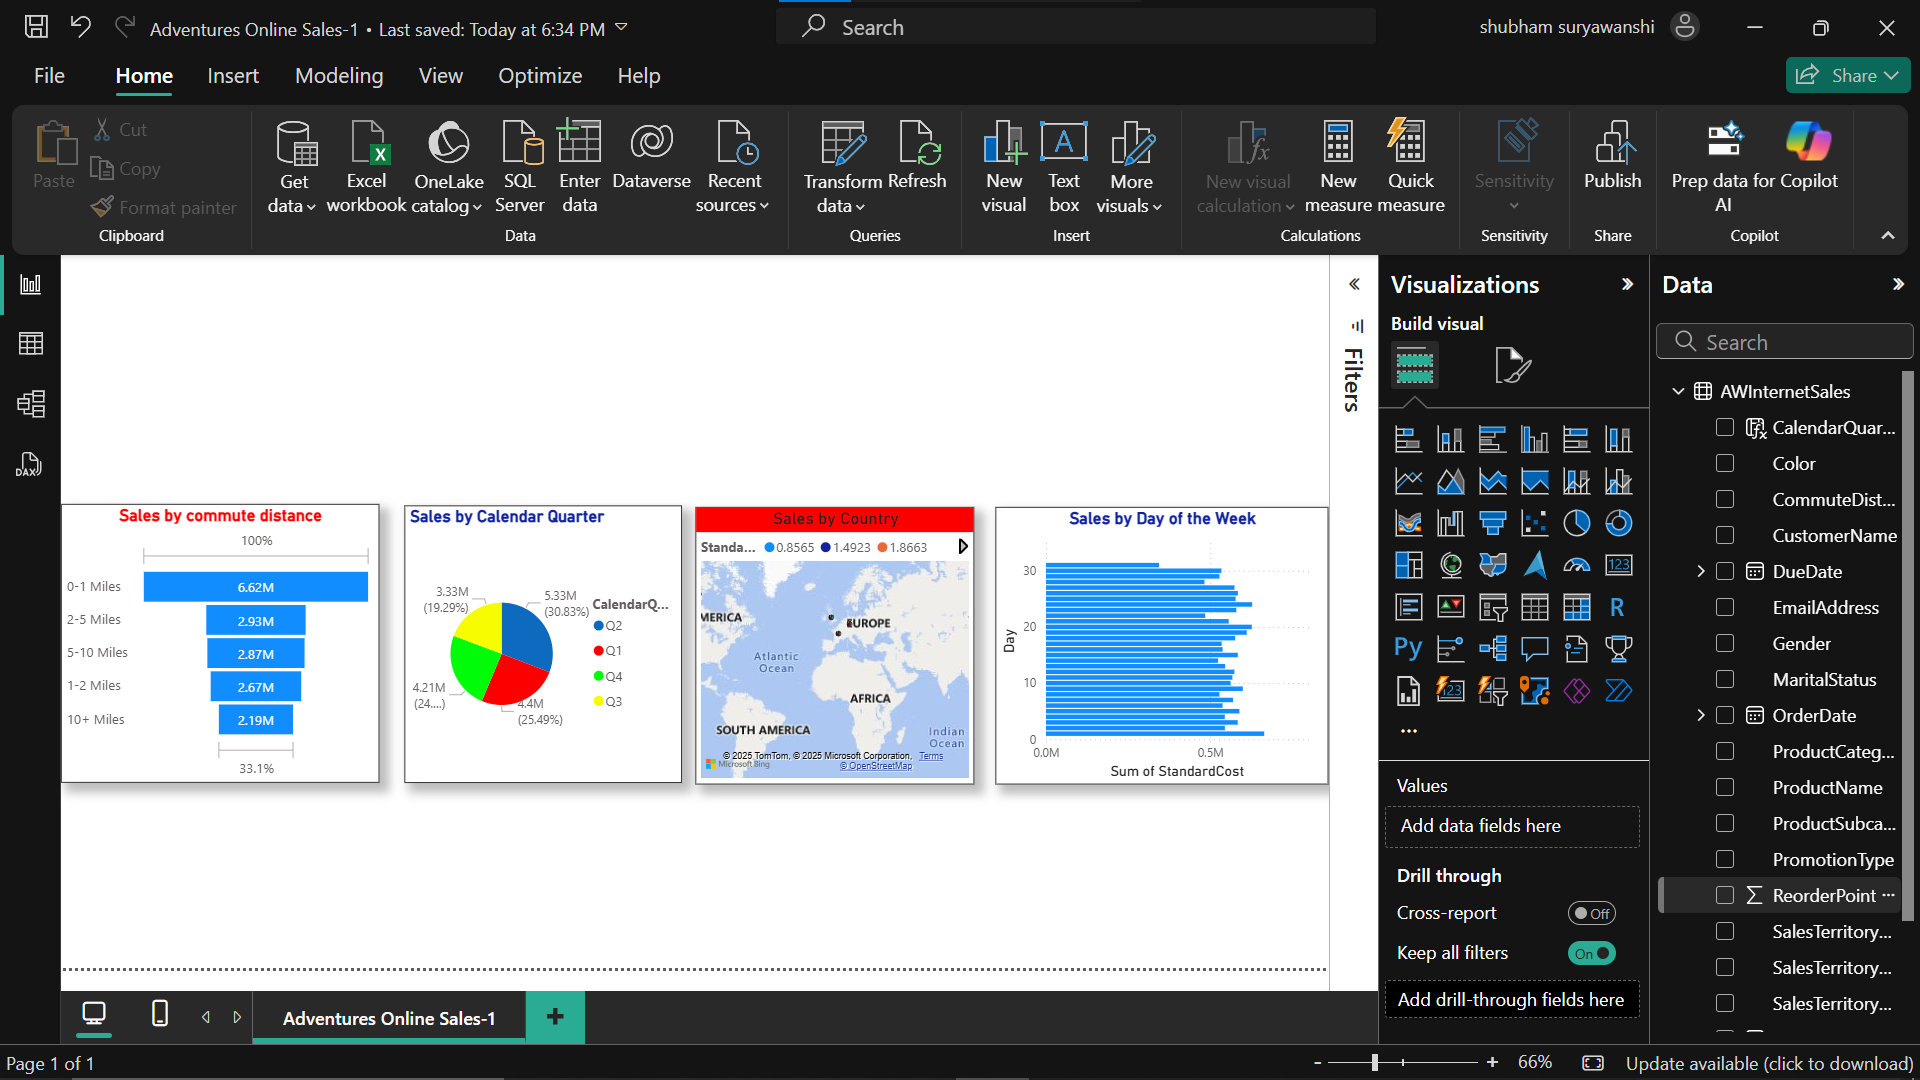 Adventures Online Sales-1 • Last saved: Today at 6:34 PM
Search
shubham suryawanshi
File Home Insert Modeling View Optimize Help
Share
Paste
Cut
Copy
Format painter
Clipboard
Get data
Excel workbook
OneLake catalog
SQL Server
Enter data
Dataverse
Recent sources
Data
Transform data
Refresh
Queries
New visual
Text box
More visuals
Insert
New visual calculation
New measure
Quick measure
Calculations
Sensitivity
Sensitivity
Publish
Share
Prep data for AI
Copilot
Copilot
DAX
Sales by commute distance
100%
0-1 Miles 6.62M
2-5 Miles 2.93M
5-10 Miles 2.87M
1-2 Miles 2.67M
10+ Miles 2.19M
33.1%
Sales by Calendar Quarter
3.33M
(19.29%)
5.33M
(30.83%)
4.21M
(24....)
4.4M
(25.49%)
CalendarQ...
Q2
Q1
Q4
Q3
Sales by Country
Standa... 0.8565 1.4923 1.8663
MERICA
EUROPE
Atlantic
Ocean
AFRICA
SOUTH AMERICA
Indian
Ocean
© 2025 TomTom, © 2025 Microsoft Corporation, Terms
Microsoft Bing
© OpenStreetMap
Sales by Day of the Week
Day
30
20
10
0
0.0M 0.5M
Sum of StandardCost
Filters
Visualizations
Build visual
123
R
Py
123
...
Values
Add data fields here
Drill through
Cross-report Off
Keep all filters On
Add drill-through fields here
Data
Search
AWInternetSales
CalendarQuar...
Color
CommuteDist...
CustomerName
DueDate
EmailAddress
Gender
MaritalStatus
OrderDate
ProductCateg...
ProductName
ProductSubca...
PromotionType
ReorderPoint ...
SalesTerritory...
SalesTerritory...
SalesTerritory...
Adventures Online Sales-1
+
Page 1 of 1
- + 66%
Update available (click to download)